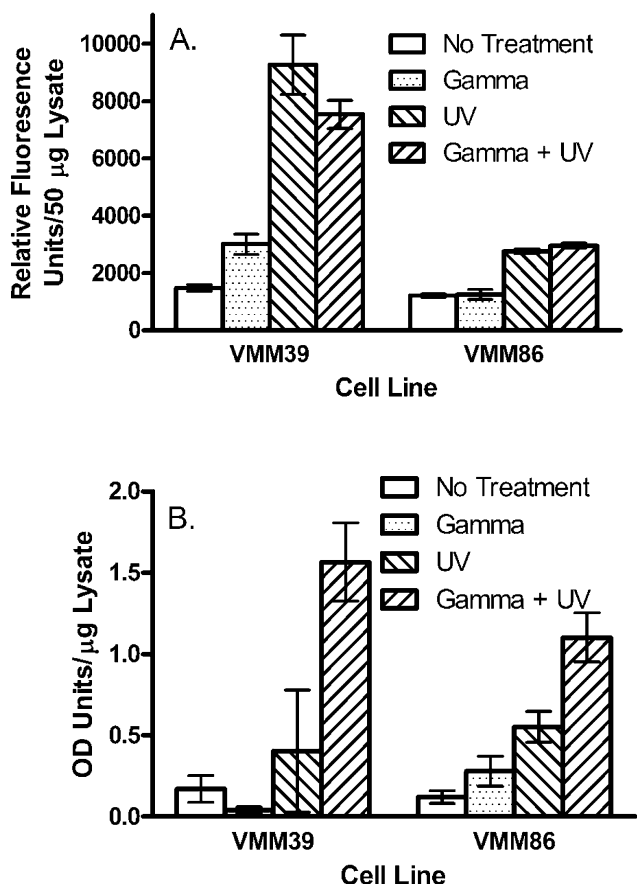 A.
No Treatment
Gamma
UV
Gamma + UV
Relative Fluoresence
Units/50 µg Lysate
10000
8000
6000
4000
2000
0
VMM39
VMM86
Cell Line
B.
No Treatment
Gamma
UV
Gamma + UV
OD Units/µg Lysate
2.0
1.5
1.0
0.5
0.0
VMM39
VMM86
Cell Line